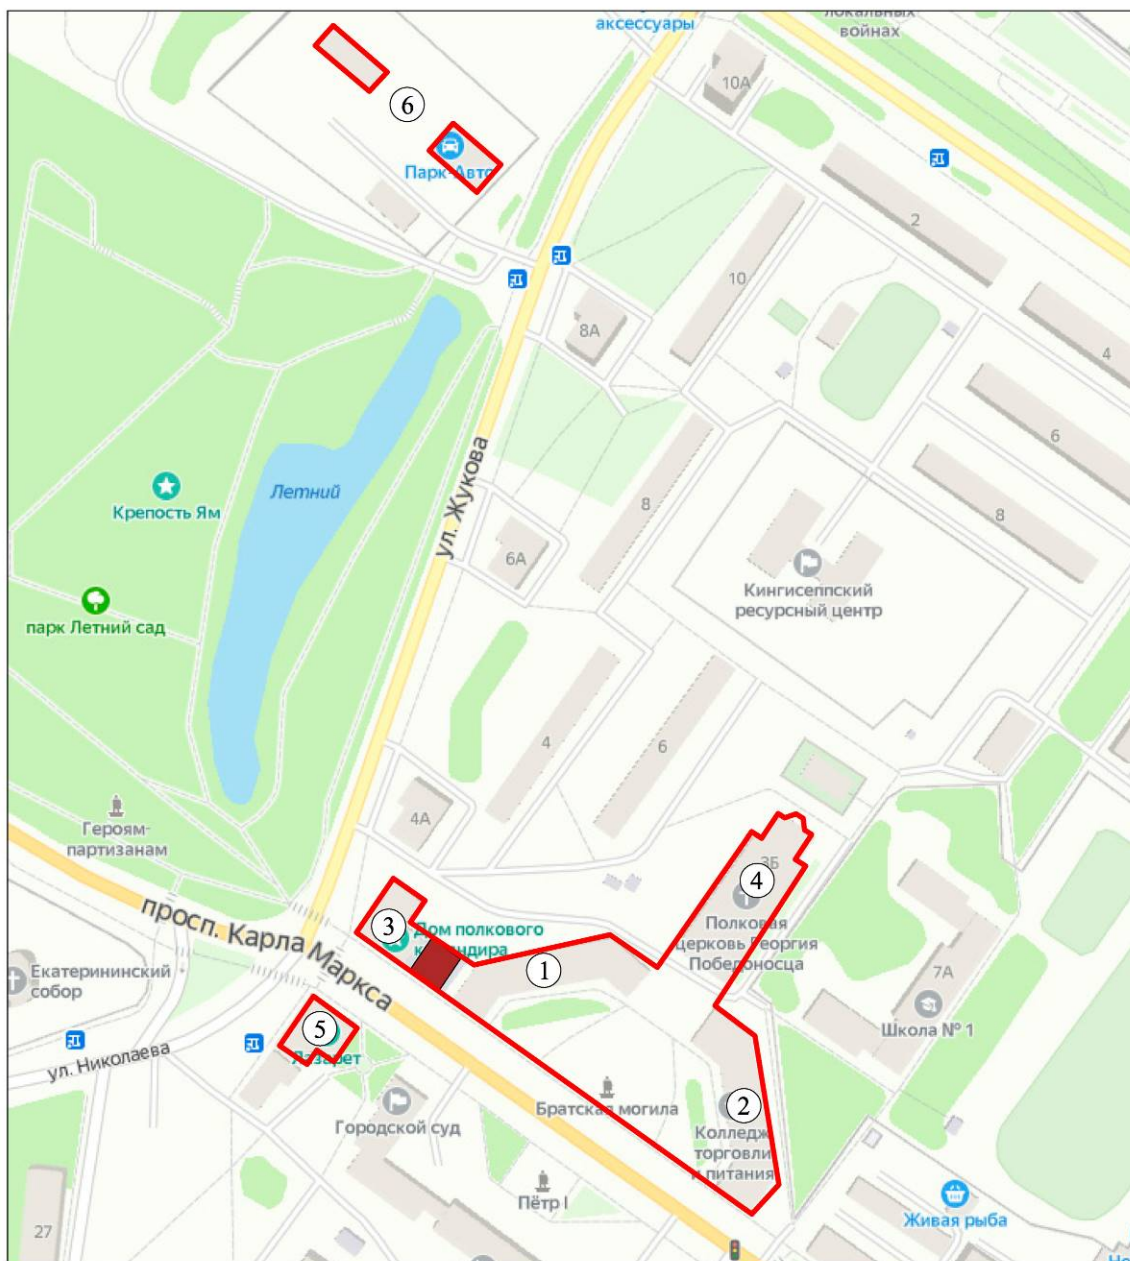 аксессуары
локальных
войнах
10А
6
Парк-Авто
2
10
8А
4
6
8
ул. Жукова
Летний
Крепость Ям
8
6А
Кингисеппский
ресурсный центр
парк Летний сад
4
6
4А
Героям-
партизанам
3Б
4
просп. Карла Маркса
3
Дом полкового
командира
Полковая
церковь Георгия
Победоносца
1
Екатерининский
собор
7А
Школа № 1
5
Лазарет
ул. Николаева
Братская могила
2
Городской суд
Колледж
торговли
и питания
Пётр I
Живая рыба
27